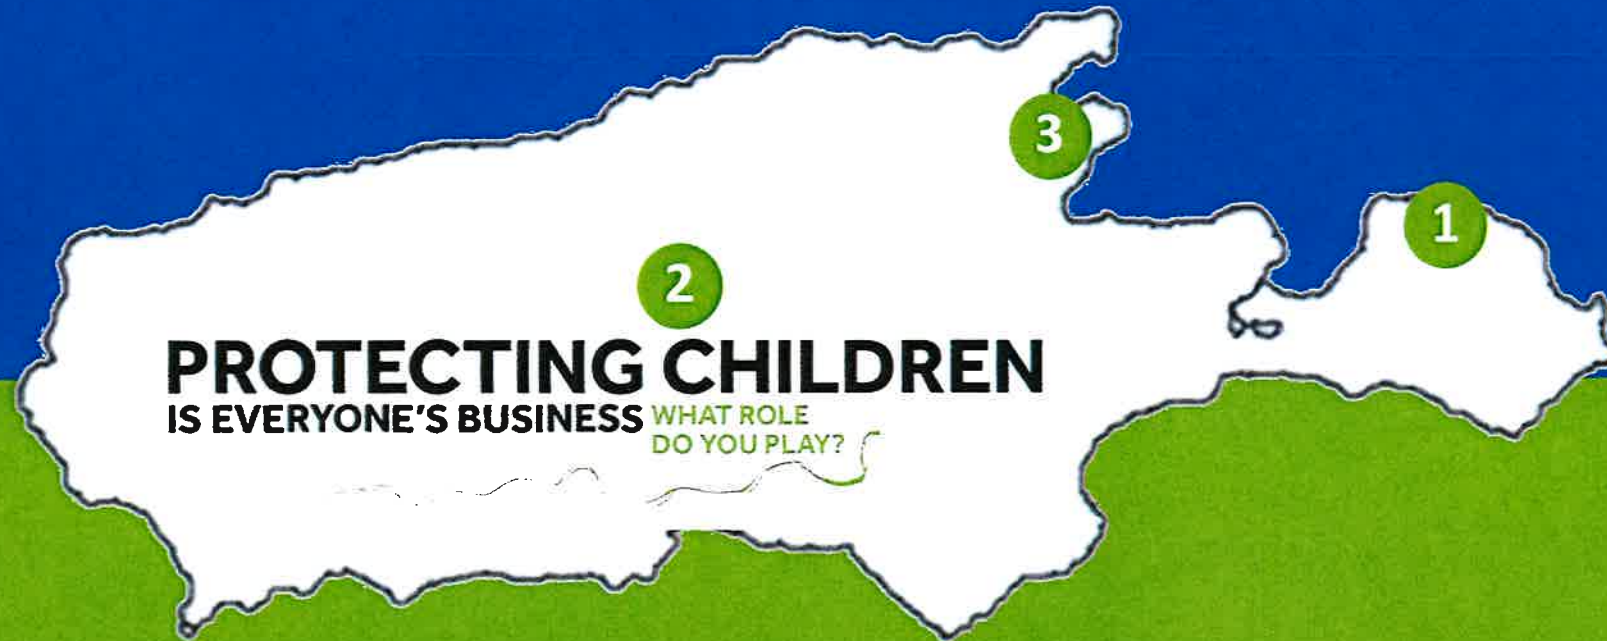 3
1
2
PROTECTING CHILDREN
IS EVERYONE'S BUSINESS WHAT ROLE
DO YOU PLAY?